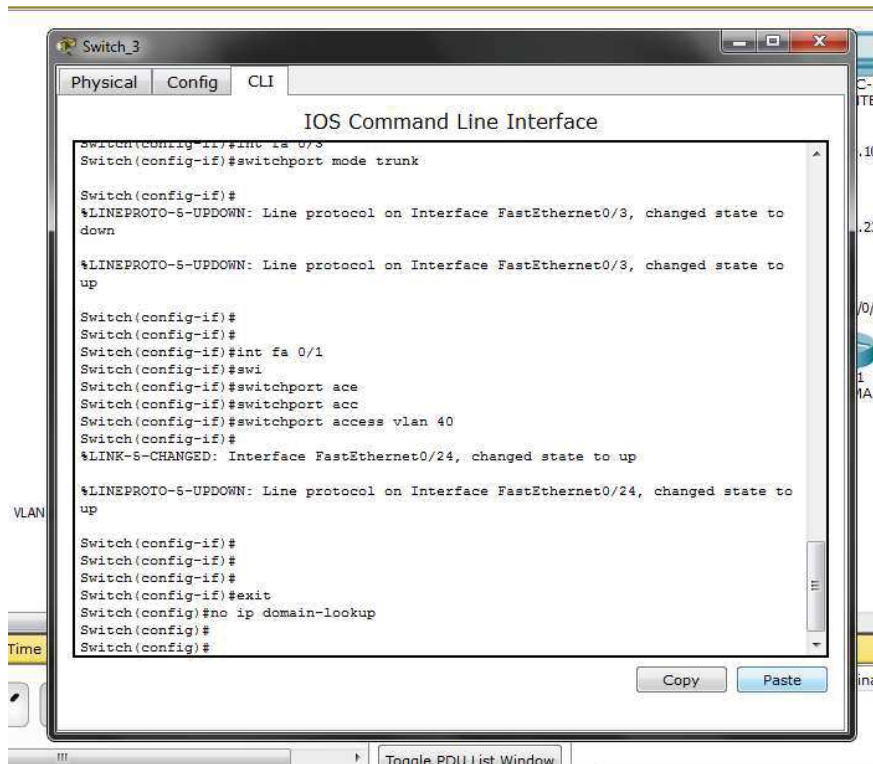 Switch_3
Physical Config CLI
IOS Command Line Interface
Switch(config-if)#int fa 0/3
Switch(config-if)#switchport mode trunk
Switch(config-if)#
%LINEPROTO-5-UPDOWN: Line protocol on Interface FastEthernet0/3, changed state to
down
%LINEPROTO-5-UPDOWN: Line protocol on Interface FastEthernet0/3, changed state to
up
Switch(config-if)#
Switch(config-if)#
Switch(config-if)#int fa 0/1
Switch(config-if)#swi
Switch(config-if)#switchport ace
Switch(config-if)#switchport acc
Switch(config-if)#switchport access vlan 40
Switch(config-if)#
%LINK-5-CHANGED: Interface FastEthernet0/24, changed state to up
%LINEPROTO-5-UPDOWN: Line protocol on Interface FastEthernet0/24, changed state to
up
Switch(config-if)#
Switch(config-if)#
Switch(config-if)#
Switch(config-if)#exit
Switch(config)#no ip domain-lookup
Switch(config)#
Switch(config)#
Copy Paste
VLAN
Time
Toggle PDU List Window